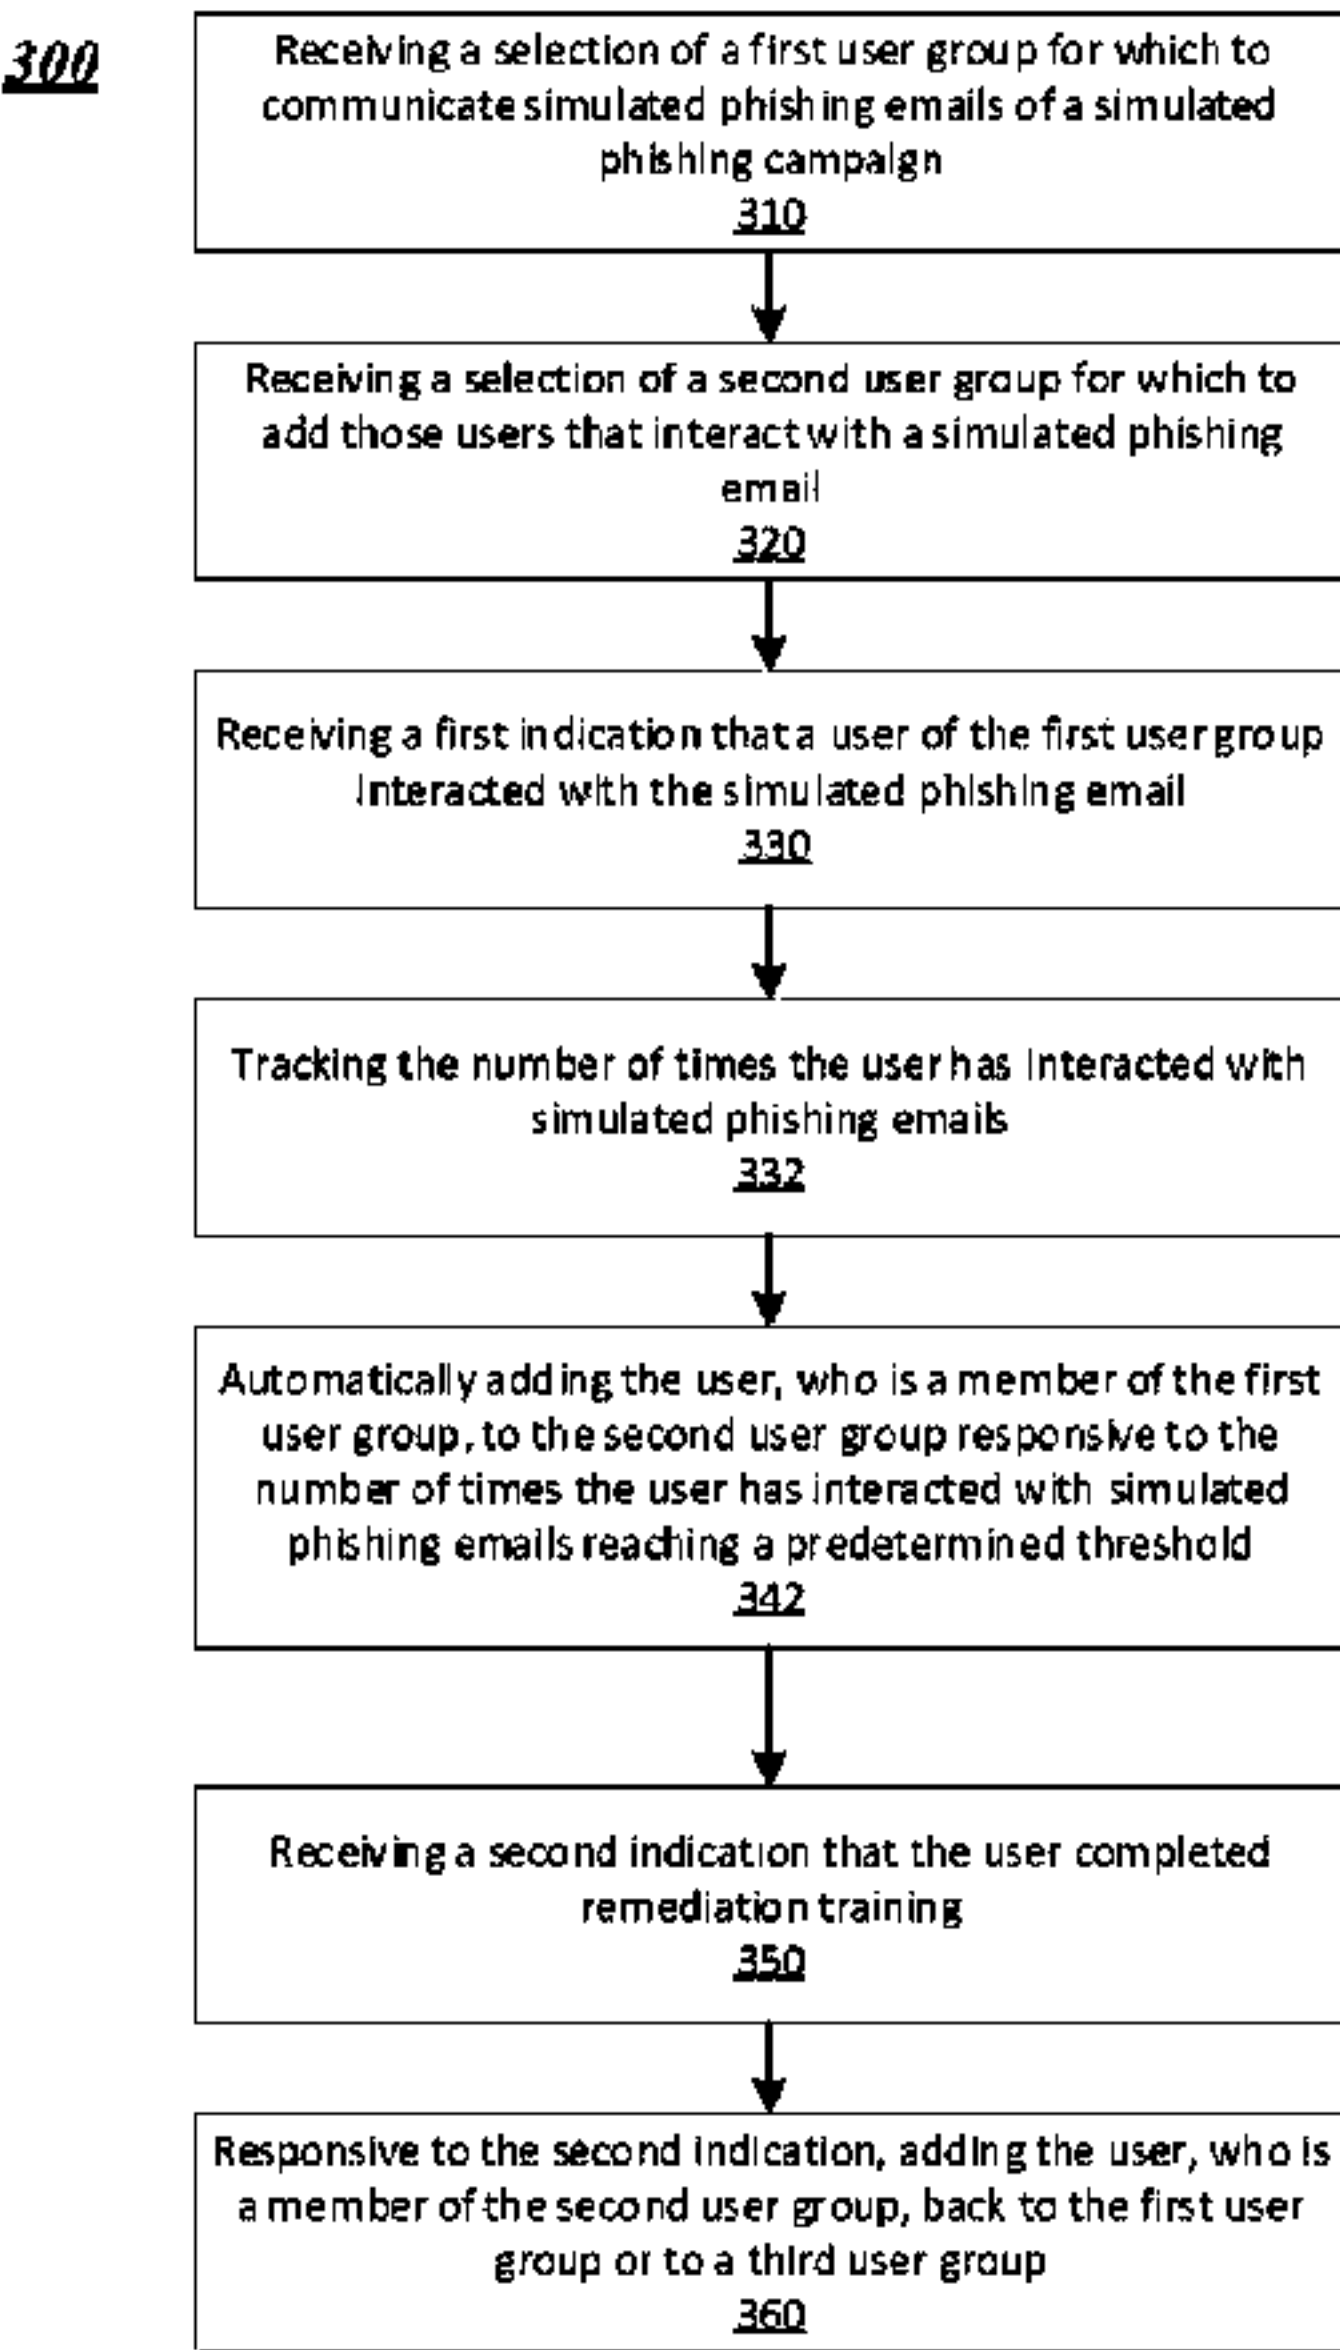 300
Receiving a selection of a first user group for which to
communicate simulated phishing emails of a simulated
phishing campaign
310
Receiving a selection of a second user group for which to
add those users that interact with a simulated phishing
email
320
Receiving a first indication that a user of the first user group
interacted with the simulated phishing email
330
Tracking the number of times the user has interacted with
simulated phishing emails
332
Automatically adding the user, who is a member of the first
user group, to the second user group responsive to the
number of times the user has interacted with simulated
phishing emails reaching a predetermined threshold
342
Receiving a second indication that the user completed
remediation training
350
Responsive to the second indication, adding the user, who is
a member of the second user group, back to the first user
group or to a third user group
360